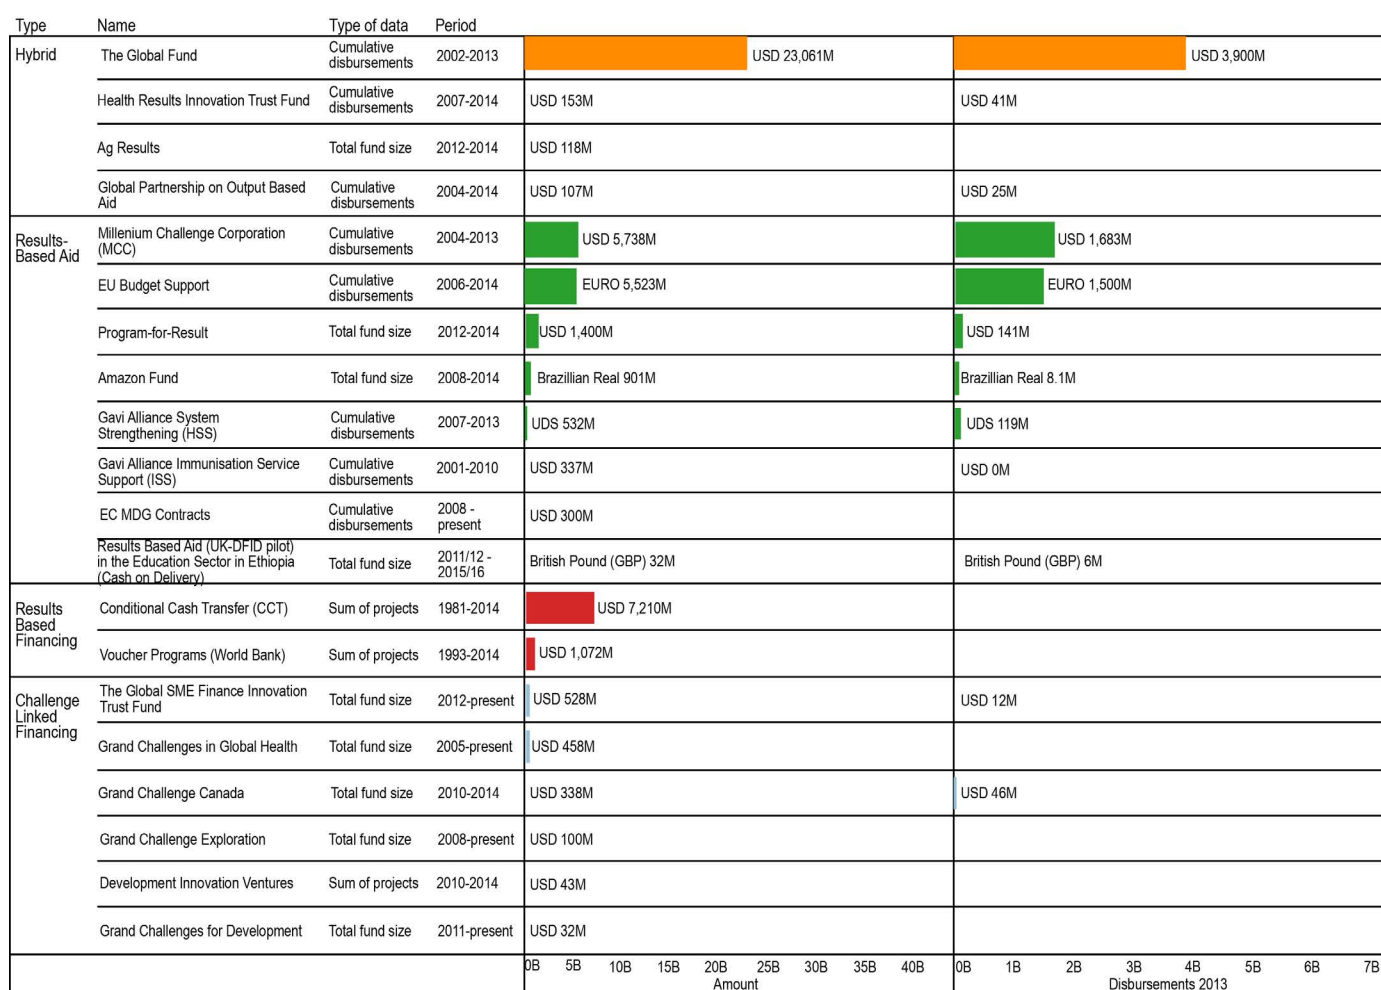 Type Name Type of data Period
Hybrid The Global Fund Cumulative disbursements 2002-2013 USD 23,061M USD 3,900M
Health Results Innovation Trust Fund Cumulative disbursements 2007-2014 USD 153M USD 41M
Ag Results Total fund size 2012-2014 USD 118M
Global Partnership on Output Based Aid Cumulative disbursements 2004-2014 USD 107M USD 25M
Results-Based Aid Millenium Challenge Corporation (MCC) Cumulative disbursements 2004-2013 USD 5,738M USD 1,683M
EU Budget Support Cumulative disbursements 2006-2014 EURO 5,523M EURO 1,500M
Program-for-Result Total fund size 2012-2014 USD 1,400M USD 141M
Amazon Fund Total fund size 2008-2014 Brazillian Real 901M Brazillian Real 8.1M
Gavi Alliance System Strengthening (HSS) Cumulative disbursements 2007-2013 UDS 532M UDS 119M
Gavi Alliance Immunisation Service Support (ISS) Cumulative disbursements 2001-2010 USD 337M USD 0M
EC MDG Contracts Cumulative disbursements 2008 - present USD 300M
Results Based Aid (UK-DFID pilot) in the Education Sector in Ethiopia (Cash on Delivery) Total fund size 2011/12 - 2015/16 British Pound (GBP) 32M British Pound (GBP) 6M
Results Based Financing Conditional Cash Transfer (CCT) Sum of projects 1981-2014 USD 7,210M
Voucher Programs (World Bank) Sum of projects 1993-2014 USD 1,072M
Challenge Linked Financing The Global SME Finance Innovation Trust Fund Total fund size 2012-present USD 528M USD 12M
Grand Challenges in Global Health Total fund size 2005-present USD 458M
Grand Challenge Canada Total fund size 2010-2014 USD 338M USD 46M
Grand Challenge Exploration Total fund size 2008-present USD 100M
Development Innovation Ventures Sum of projects 2010-2014 USD 43M
Grand Challenges for Development Total fund size 2011-present USD 32M
0B 5B 10B 15B 20B 25B 30B 35B 40B 0B 1B 2B 3B 4B 5B 6B 7B
Amount Disbursements 2013